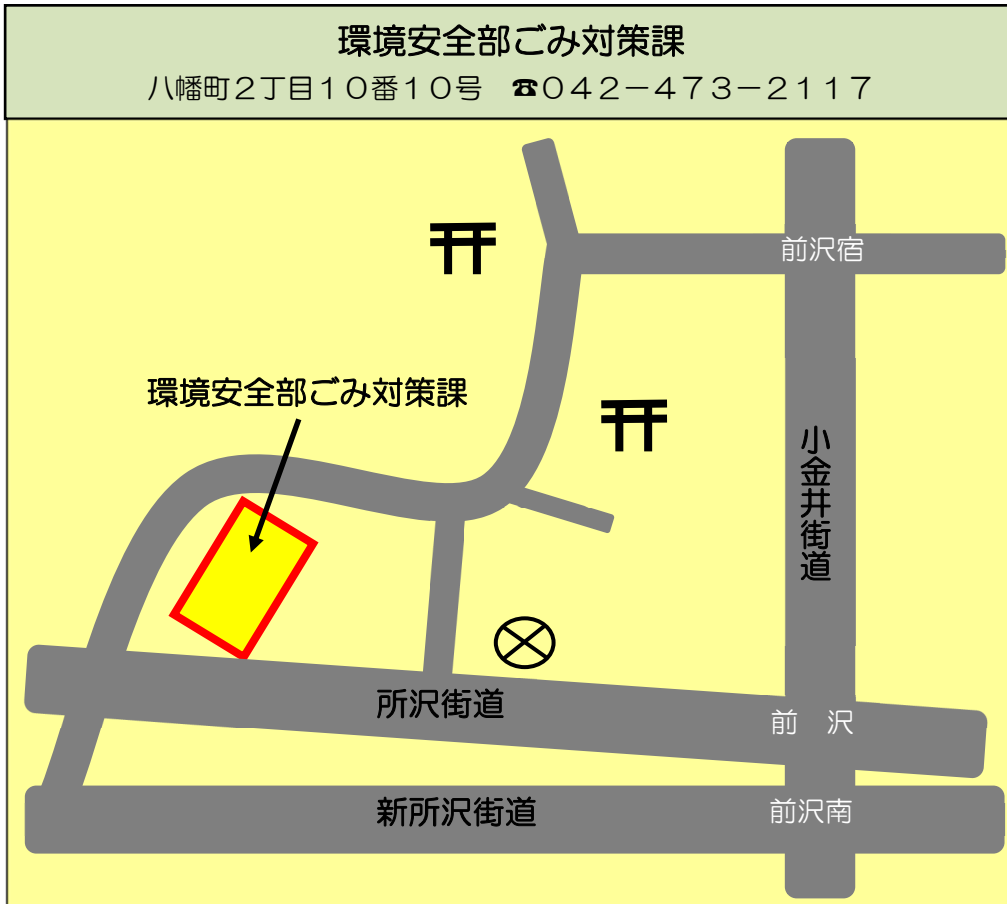 環境安全部ごみ対策課
八幡町2丁目10番10号 ☎042−473−2117
前沢宿
環境安全部ごみ対策課
小金井街道
所沢街道
前 沢
新所沢街道
前沢南